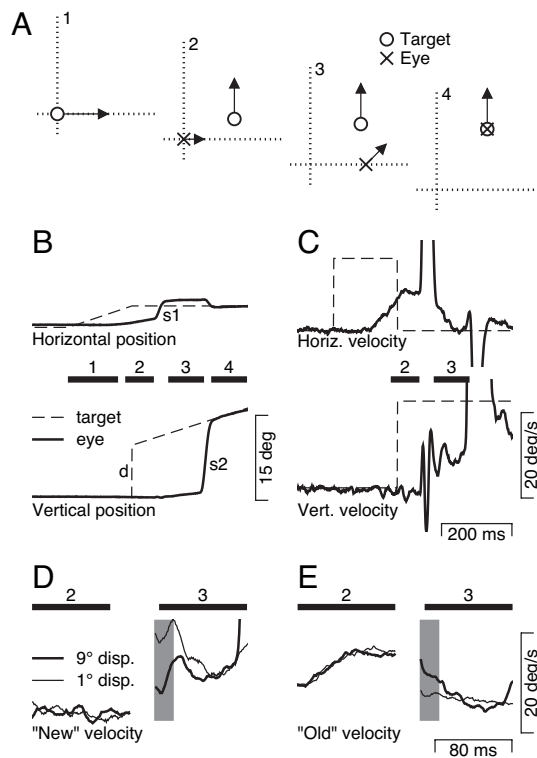 A
1
2
3
4
Target
Eye
B
C
s1
Horizontal position
Horiz. velocity
1 2 3 4
2 3
target
eye
d
s2
15 deg
20 deg/s
Vertical position
Vert. velocity
200 ms
D
E
2 3
2 3
9° disp.
1° disp.
20 deg/s
"New" velocity
"Old" velocity
80 ms